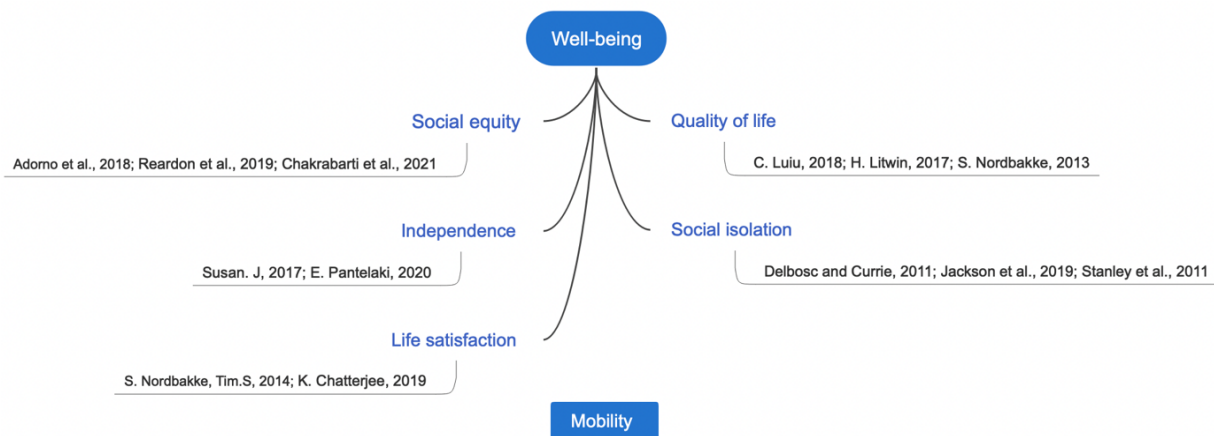 Well-being
Social equity
Quality of life
Adorno et al., 2018; Reardon et al., 2019; Chakrabarti et al., 2021
C. Luiu, 2018; H. Litwin, 2017; S. Nordbakke, 2013
Independence
Social isolation
Susan. J, 2017; E. Pantelaki, 2020
Delbosc and Currie, 2011; Jackson et al., 2019; Stanley et al., 2011
Life satisfaction
S. Nordbakke, Tim.S, 2014; K. Chatterjee, 2019
Mobility